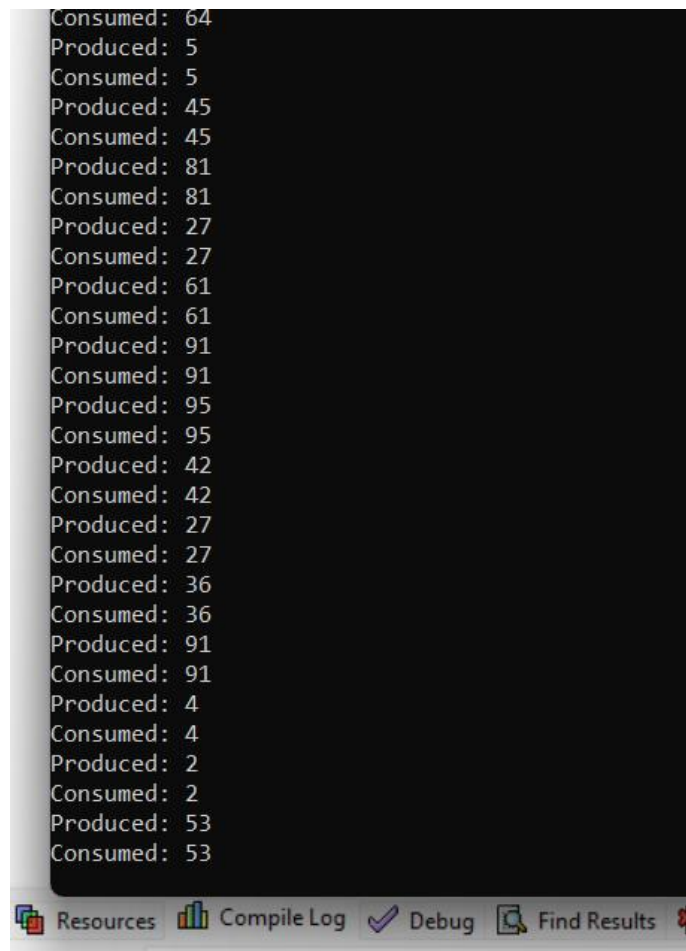 Consumed: 64
Produced: 5
Consumed: 5
Produced: 45
Consumed: 45
Produced: 81
Consumed: 81
Produced: 27
Consumed: 27
Produced: 61
Consumed: 61
Produced: 91
Consumed: 91
Produced: 95
Consumed: 95
Produced: 42
Consumed: 42
Produced: 27
Consumed: 27
Produced: 36
Consumed: 36
Produced: 91
Consumed: 91
Produced: 4
Consumed: 4
Produced: 2
Consumed: 2
Produced: 53
Consumed: 53
Resources Compile Log Debug Find Results